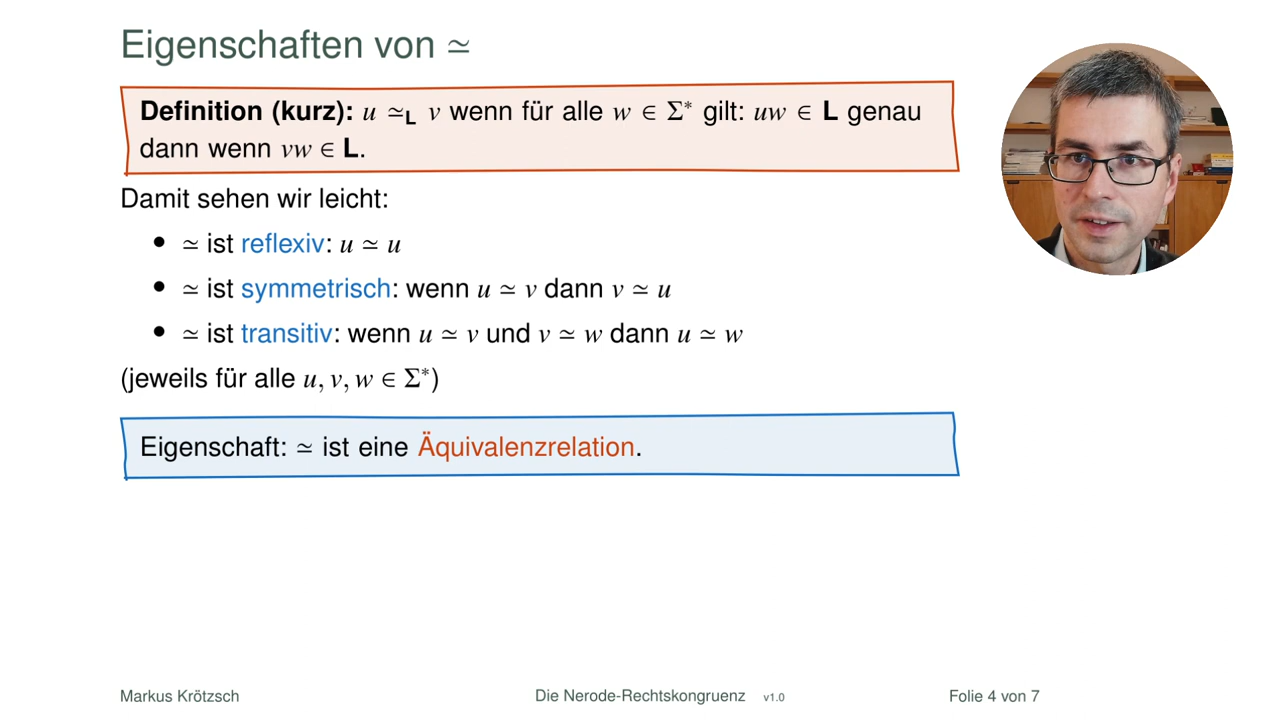 Eigenschaften von ≃
Definition (kurz): u ≃L v wenn für alle w ∈ Σ* gilt: uw ∈ L genau
dann wenn vw ∈ L.
Damit sehen wir leicht:
• ≃ ist reflexiv: u ≃ u
• ≃ ist symmetrisch: wenn u ≃ v dann v ≃ u
• ≃ ist transitiv: wenn u ≃ v und v ≃ w dann u ≃ w
(jeweils für alle u, v, w ∈ Σ*)
Eigenschaft: ≃ ist eine Äquivalenzrelation.
Markus Krötzsch Die Nerode-Rechtskongruenz v1.0 Folie 4 von 7